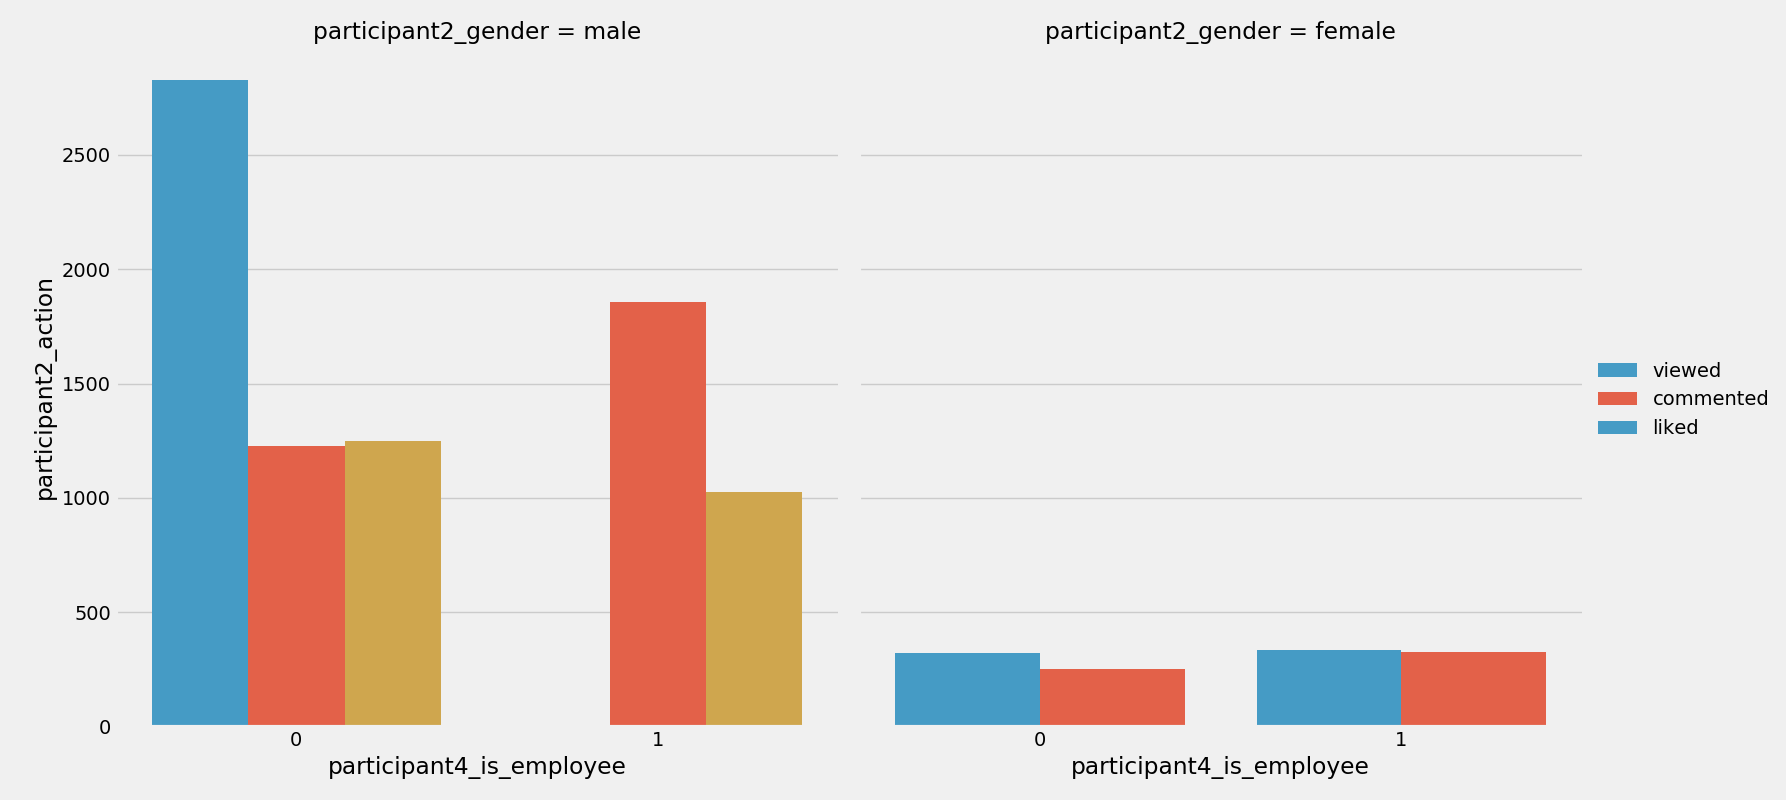 participant2_gender = male
participant2_gender = female
participant2_action
2500
2000
1500
1000
500
0
0
1
0
1
participant4_is_employee
participant4_is_employee
viewed
commented
liked